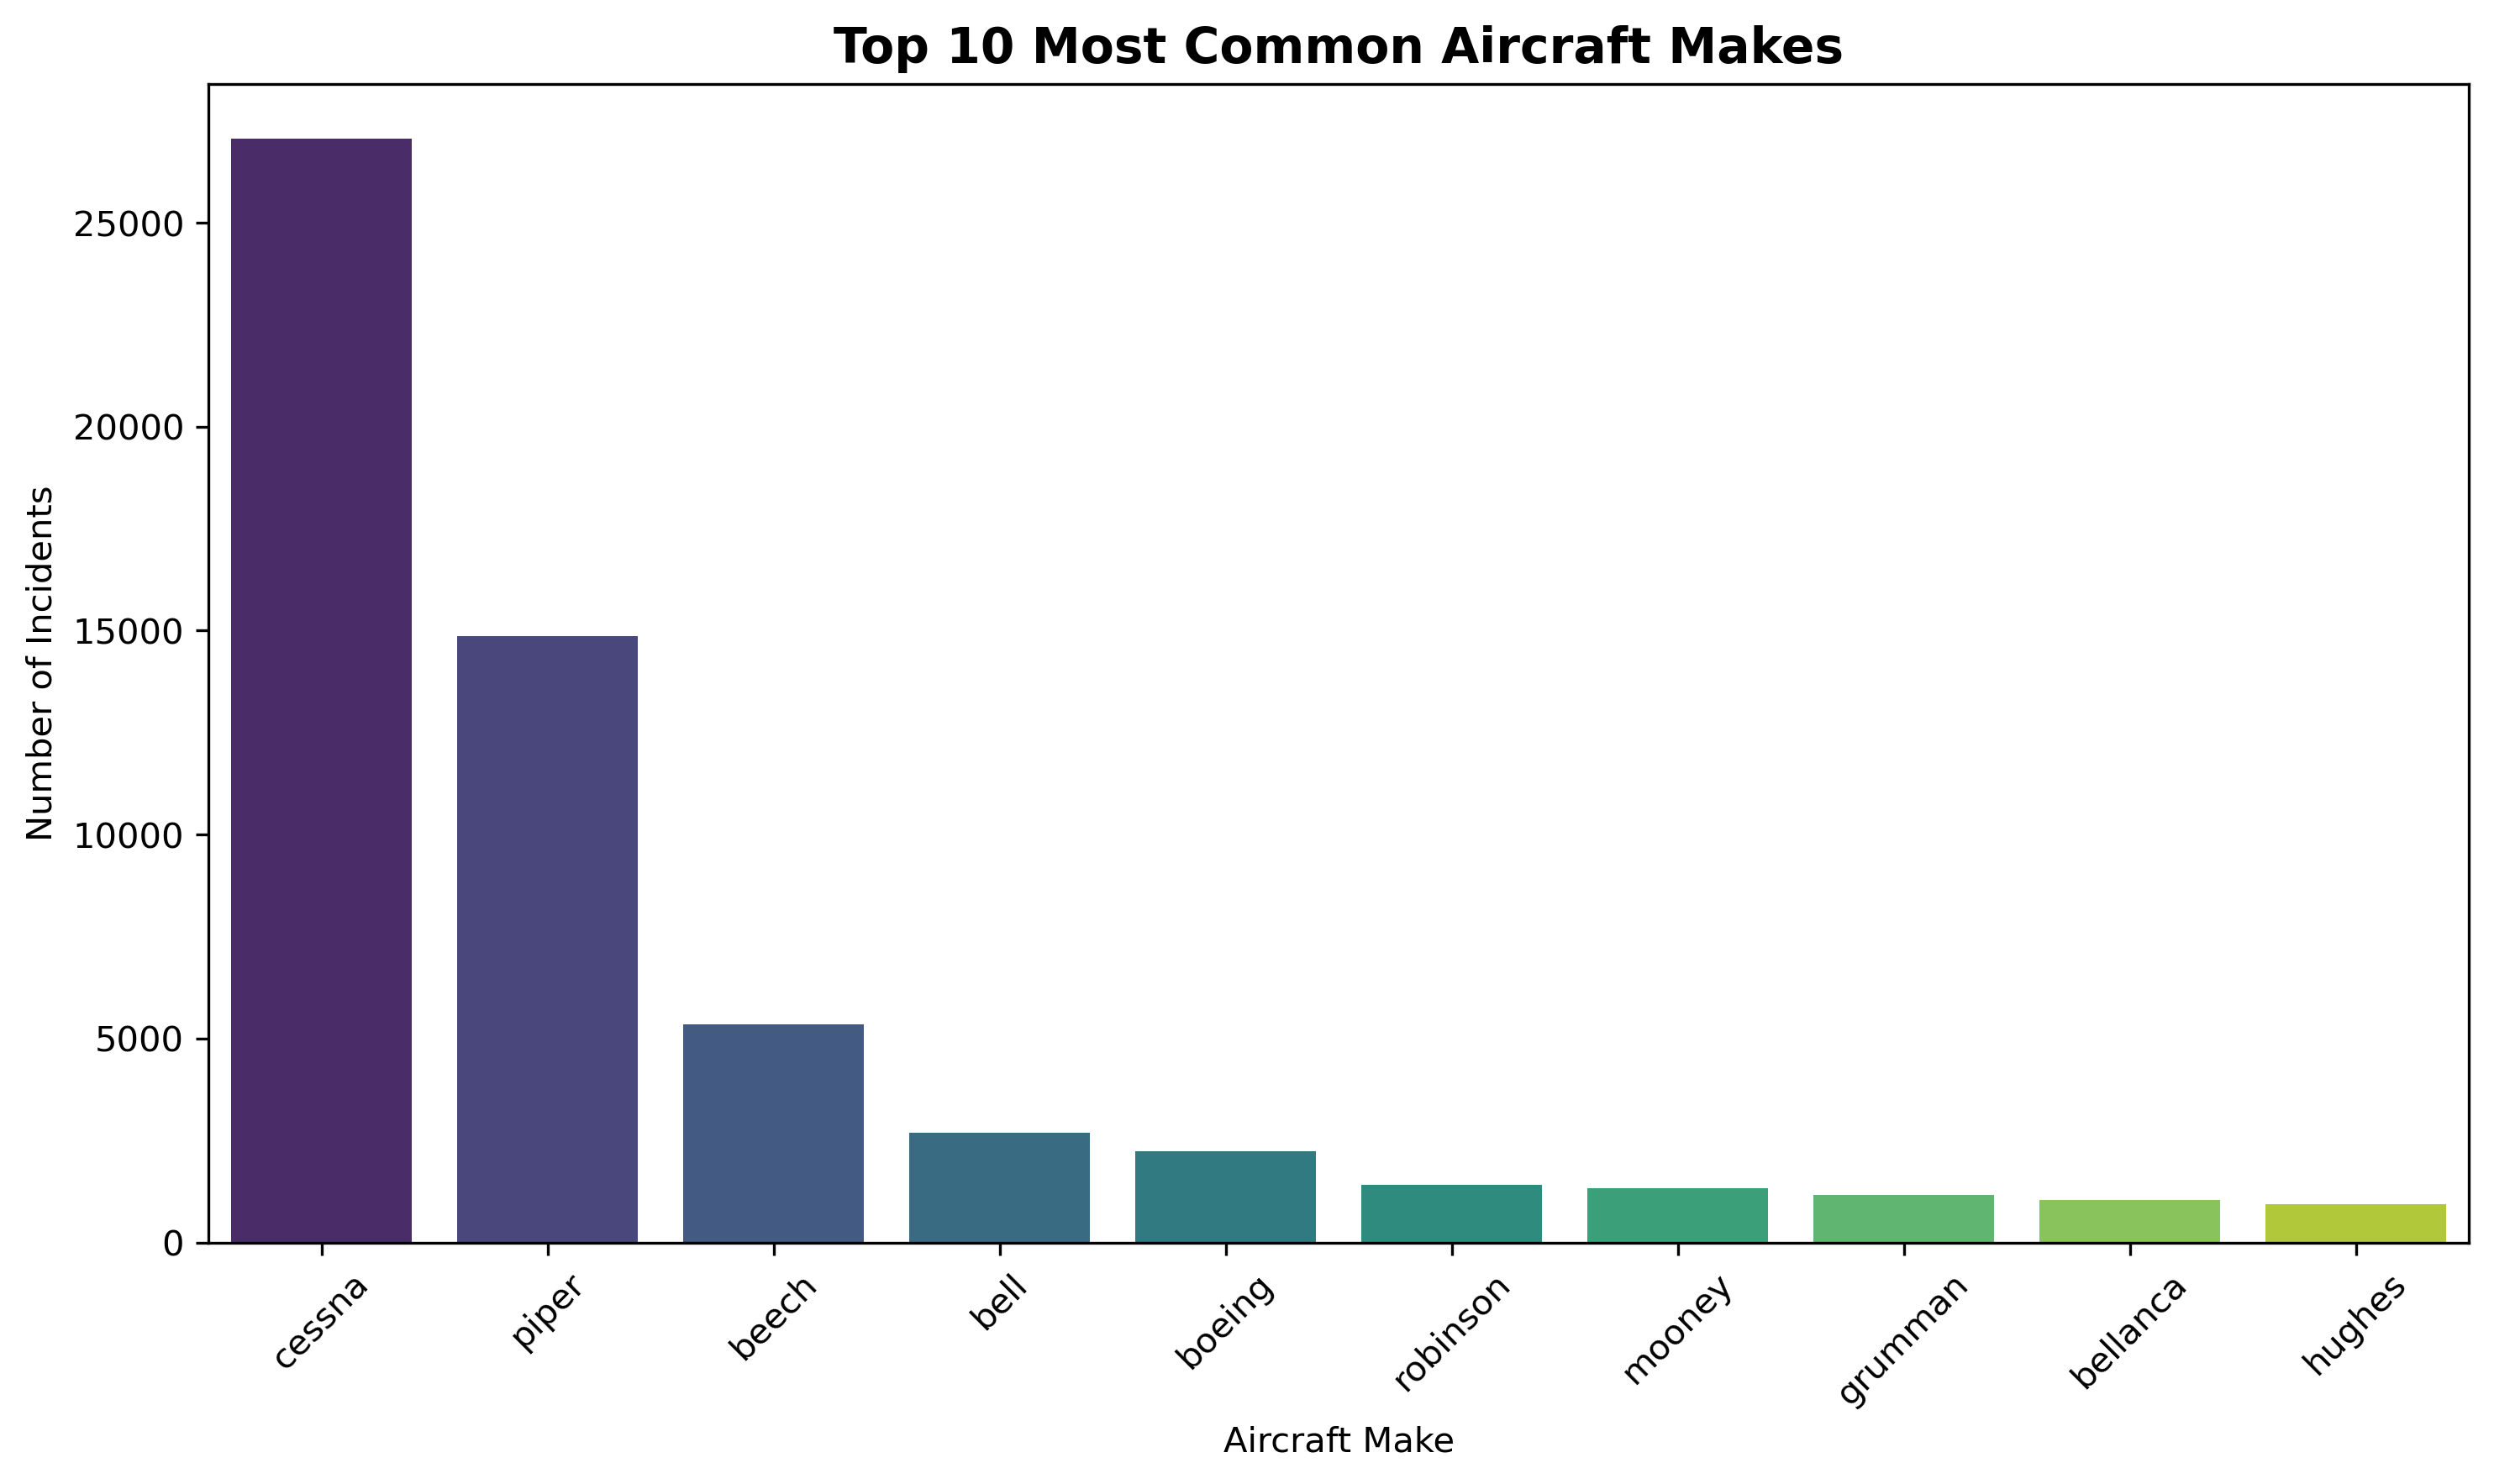 Top 10 Most Common Aircraft Makes
Number of Incidents
25000
20000
15000
10000
5000
0
cessna
piper
beech
bell
boeing
robinson
mooney
grumman
bellanca
hughes
Aircraft Make